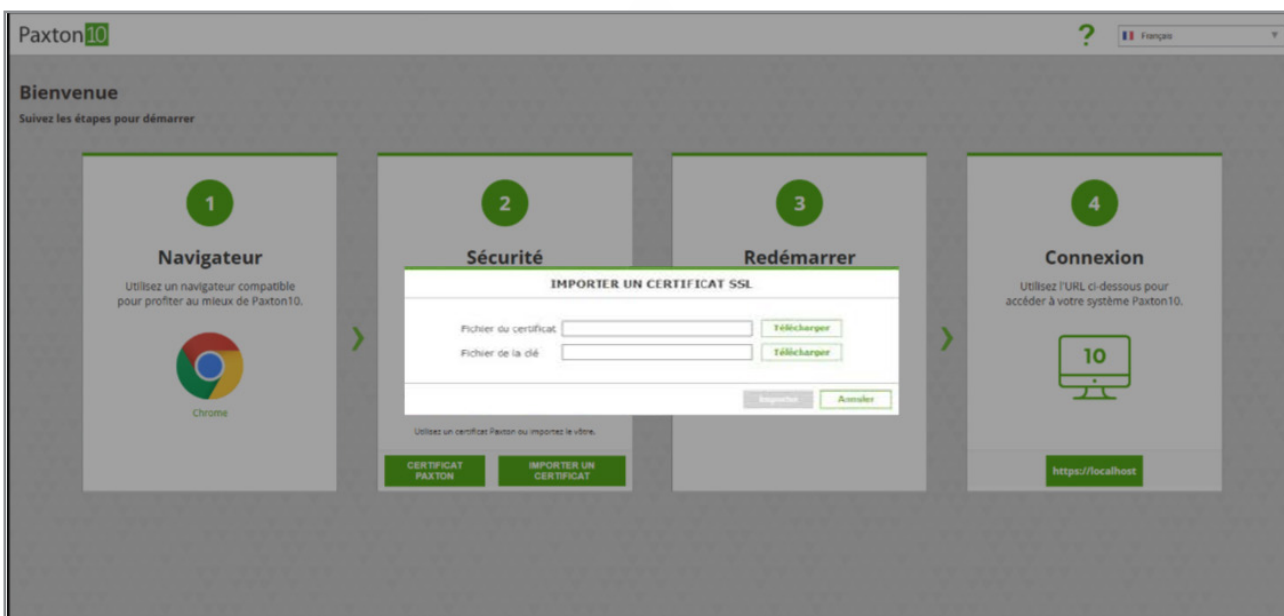 Paxton10
?
Français
Bienvenue
Suivez les étapes pour démarrer
1
Navigateur
Utilisez un navigateur compatible
pour profiter au mieux de Paxton10.
Chrome
2
Sécurité
IMPORTER UN CERTIFICAT SSL
Fichier du certificat
Télécharger
Fichier de la clé
Télécharger
Importer
Annuler
Utilisez un certificat Paxton ou importez le vôtre.
CERTIFICAT
PAXTON
IMPORTER UN
CERTIFICAT
3
Redémarrer
4
Connexion
Utilisez l'URL ci-dessous pour
accéder à votre système Paxton10.
10
https://localhost